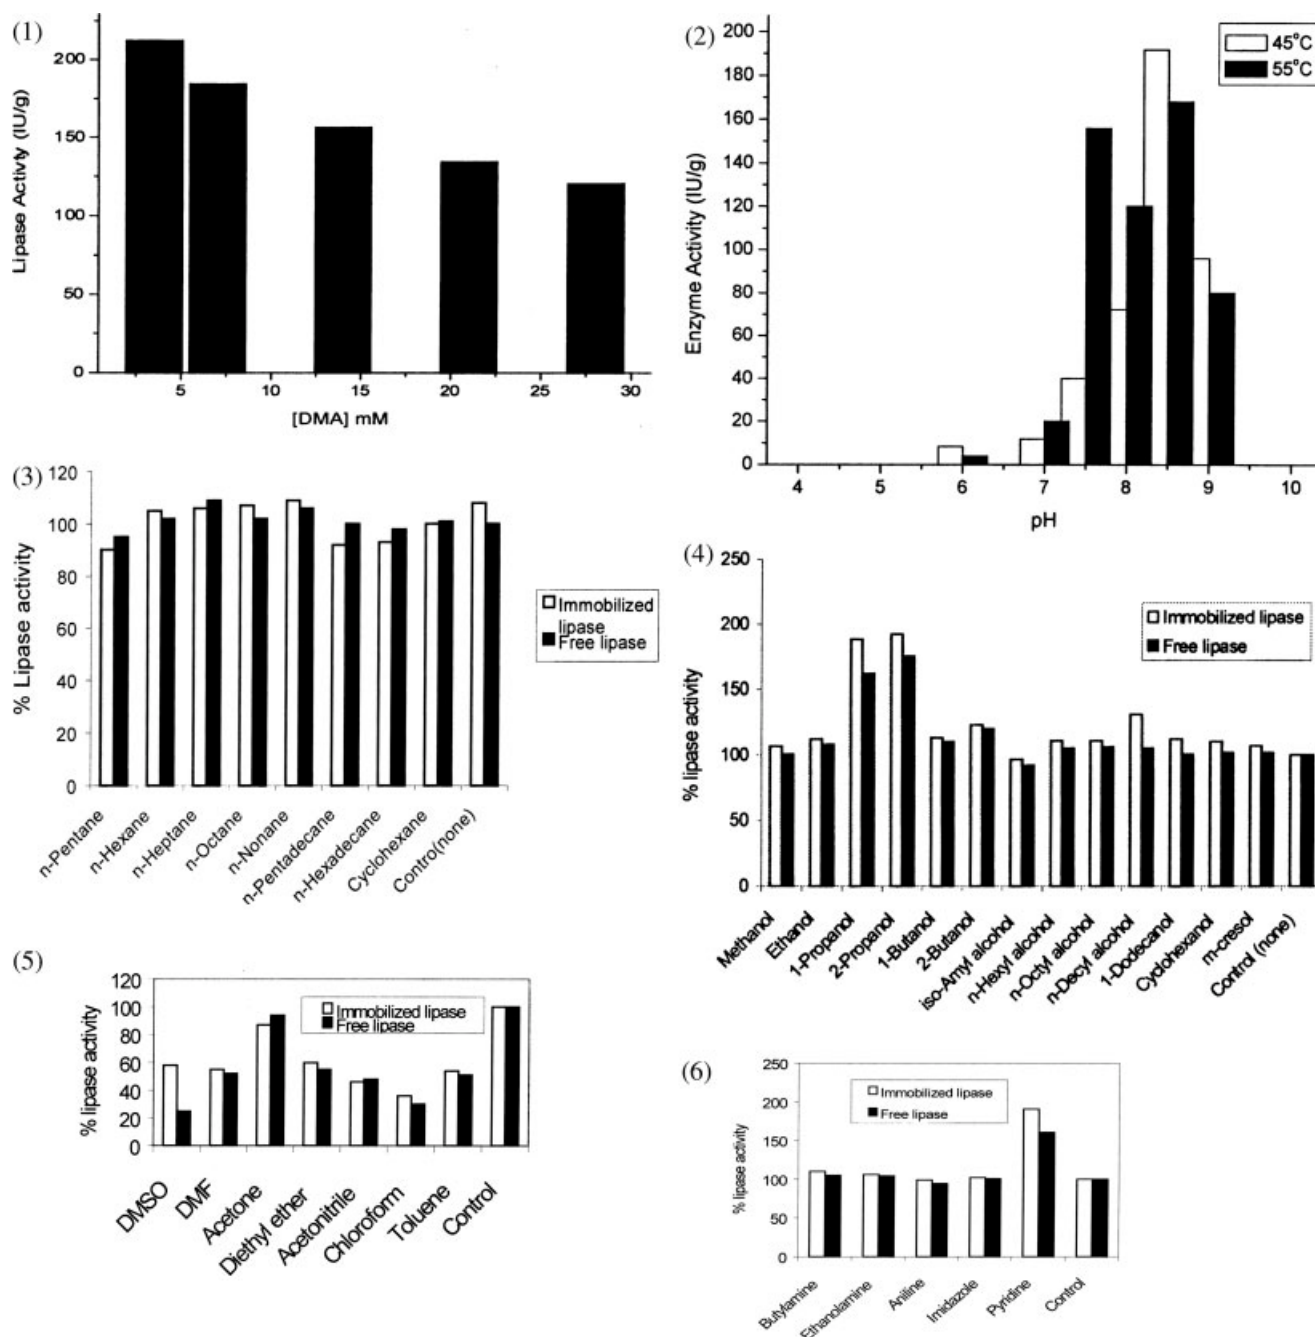 (1)
Lipase Activty (IU/g)
200
150
100
50
0
5
10
15
20
25
30
[DMA] mM
(2)
45°C
55°C
Enzyme Activity (IU/g)
200
180
160
140
120
100
80
60
40
20
0
4
5
6
7
8
9
10
pH
(3)
% Lipase activity
120
100
80
60
40
20
0
Immobilized
lipase
Free lipase
n-Pentane
n-Hexane
n-Heptane
n-Octane
n-Nonane
n-Pentadecane
n-Hexadecane
Cyclohexane
Contro(none)
(4)
% lipase activity
250
200
150
100
50
0
Immobilized lipase
Free lipase
Methanol
Ethanol
1-Propanol
2-Propanol
1-Butanol
2-Butanol
iso-Amyl alcohol
n-Hexyl alcohol
n-Octyl alcohol
n-Decyl alcohol
1-Dodecanol
Cyclohexanol
m-cresol
Control (none)
(5)
% lipase activity
120
100
80
60
40
20
0
Immobilized lipase
Free lipase
DMSO
DMF
Acetone
Diethyl ether
Acetonitrile
Chloroform
Toluene
Control
(6)
% lipase activity
250
200
150
100
50
0
Immobilized lipase
Free lipase
Butylamine
Ethanolamine
Aniline
Imidazole
Pyridine
Control